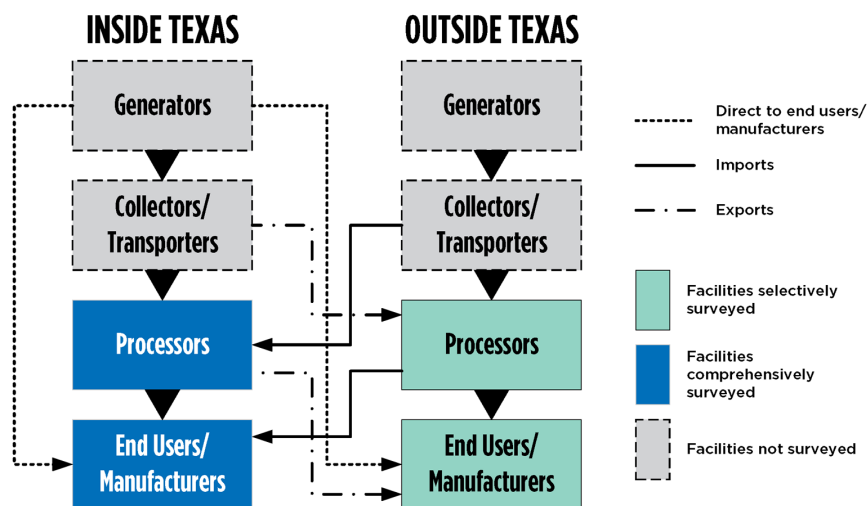 INSIDE TEXAS
OUTSIDE TEXAS
Generators
Generators
Collectors/
Transporters
Collectors/
Transporters
Processors
Processors
End Users/
Manufacturers
End Users/
Manufacturers
Direct to end users/
manufacturers
Imports
Exports
Facilities selectively
surveyed
Facilities
comprehensively
surveyed
Facilities not surveyed